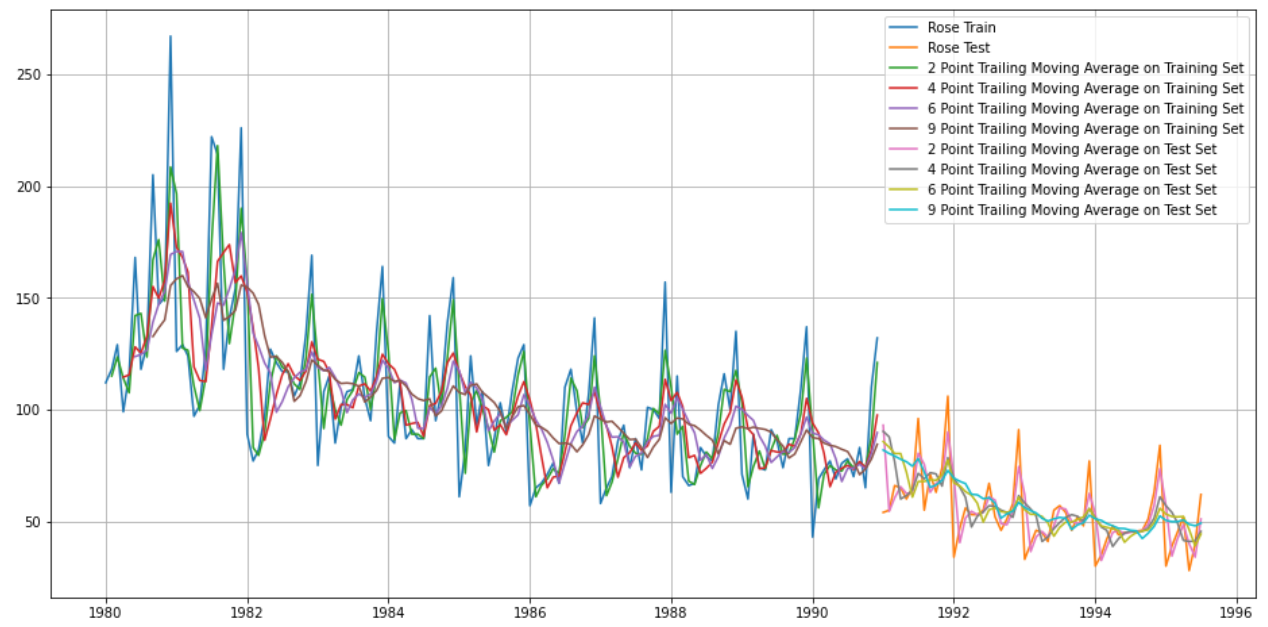 Rose Train
Rose Test
2 Point Trailing Moving Average on Training Set
4 Point Trailing Moving Average on Training Set
6 Point Trailing Moving Average on Training Set
9 Point Trailing Moving Average on Training Set
2 Point Trailing Moving Average on Test Set
4 Point Trailing Moving Average on Test Set
6 Point Trailing Moving Average on Test Set
9 Point Trailing Moving Average on Test Set
250
200
150
100
50
1980 1982 1984 1986 1988 1990 1992 1994 1996